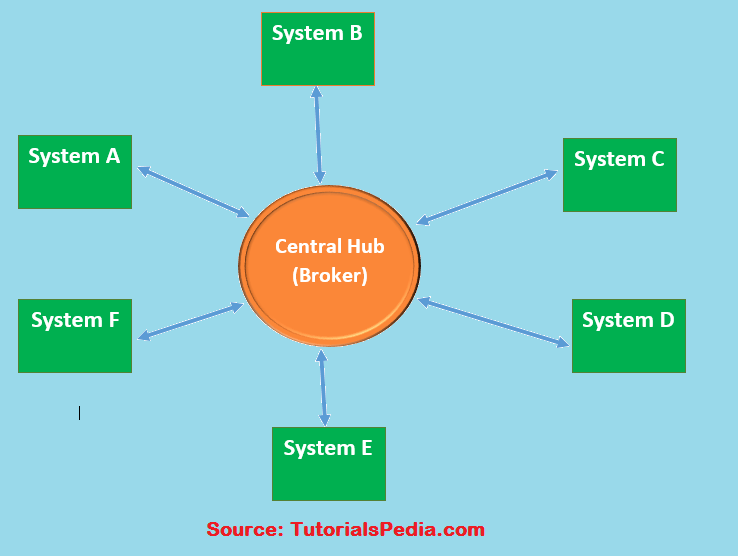 System B
System A
System C
Central Hub
(Broker)
System F
System D
System E
Source: TutorialsPedia.com